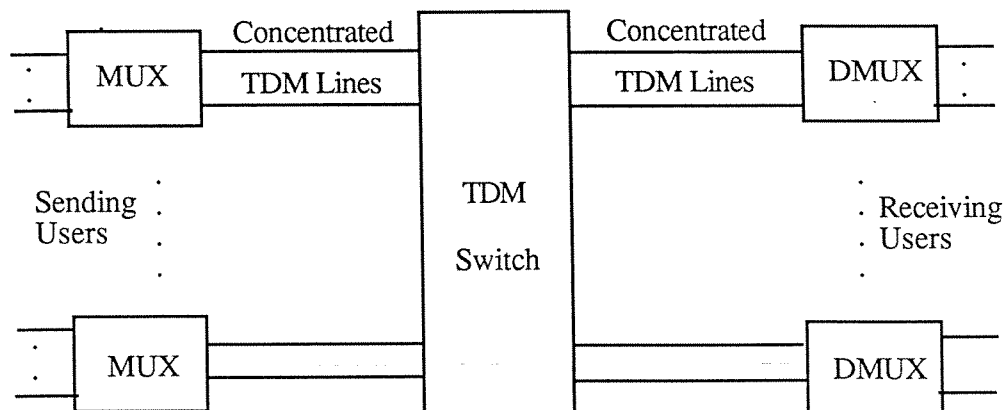 Concentrated
Concentrated
MUX
TDM Lines
TDM Lines
DMUX
Sending
Users
TDM
Switch
Receiving
Users
MUX
DMUX